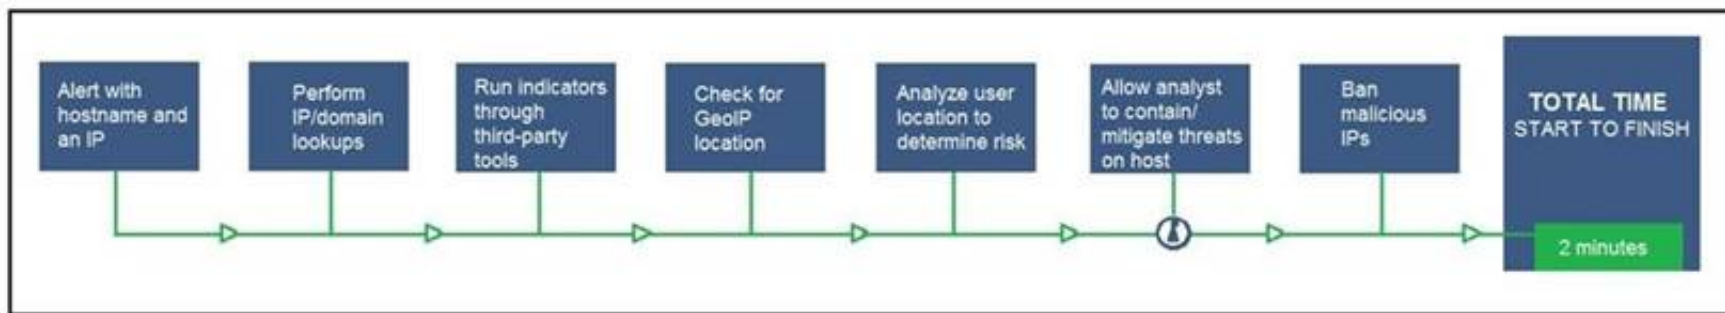 Alert with
hostname and
an IP
Perform
IP/domain
lookups
Run indicators
through
third-party
tools
Check for
GeoIP
location
Analyze user
location to
determine risk
Allow analyst
to contain/
mitigate threats
on host
Ban
malicious
IPs
TOTAL TIME
START TO FINISH
2 minutes